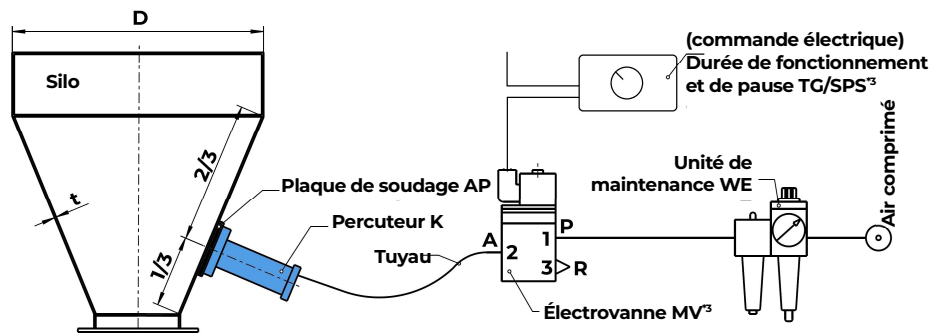 D
(commande électrique)
Durée de fonctionnement
et de pause TG/SPS*3
Silo
Air comprimé
2/3
Unité de
maintenance WE
t
Plaque de soudage AP
Percuteur K
P
A
1
2
Tuyau
3
R
1/3
Électrovanne MV*3